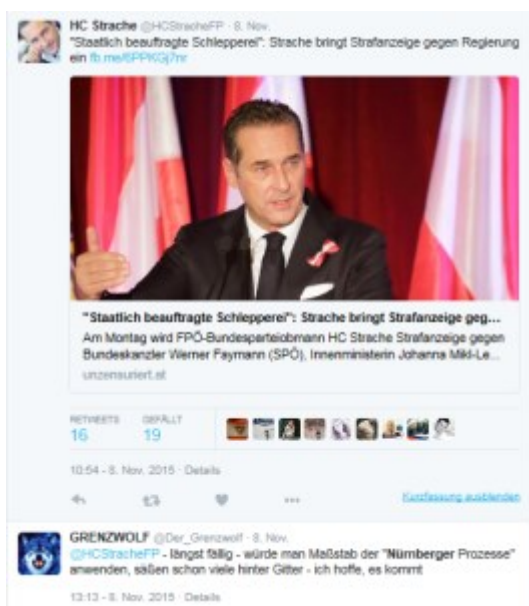 HC Strache @HCStracheFP · 8. Nov.
"Staatlich beauftragte Schlepperei": Strache bringt Strafanzeige gegen Regierung
ein fb.me/6PPKGj7nr
"Staatlich beauftragte Schlepperei": Strache bringt Strafanzeige geg...
Am Montag wird FPÖ-Bundesparteiobmann HC Strache Strafanzeige gegen
Bundeskanzler Werner Faymann (SPÖ), Innenministerin Johanna Mikl-Le...
unzensuriert.at
RETWEETS GEFÄLLT
16 19
10:54 - 8. Nov. 2015 · Details
Kurzfassung ausblenden
GRENZWOLF @Der_Grenzwolf · 8. Nov.
@HCStracheFP - längst fällig - würde man Maßstab der "Nürnberger Prozesse"
anwenden, säßen schon viele hinter Gitter - ich hoffe, es kommt
13:13 - 8. Nov. 2015 · Details